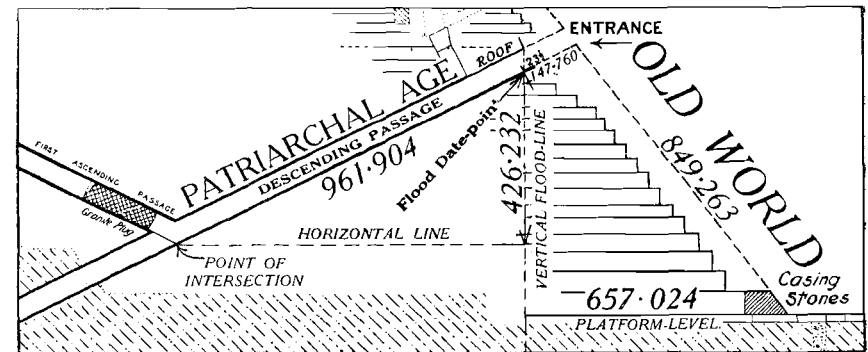 ENTRANCE
OLD WORLD
849·263
ROOF
147·760
PATRIARCHAL AGE
DESCENDING PASSAGE
961·904
Flood Date-point
426·232
VERTICAL FLOOD-LINE
FIRST ASCENDING PASSAGE
Granite Plug
HORIZONTAL LINE
POINT OF
INTERSECTION
657·024
PLATFORM-LEVEL
Casing
Stones